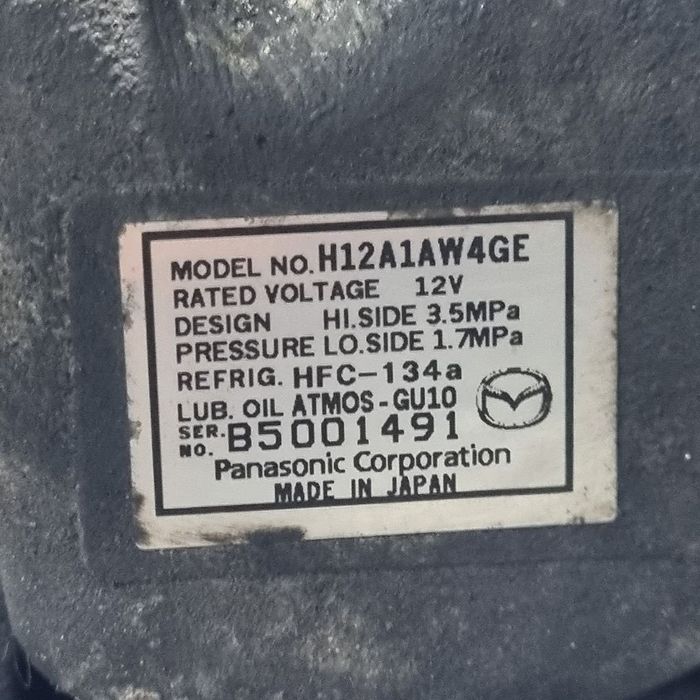 MODEL NO. H12A1AW4GE
RATED VOLTAGE 12V
DESIGN HI.SIDE 3.5MPa
PRESSURE LO.SIDE 1.7MPa
REFRIG. HFC-134a
LUB. OIL ATMOS-GU10
SER. NO. B5001491
Panasonic Corporation
MADE IN JAPAN